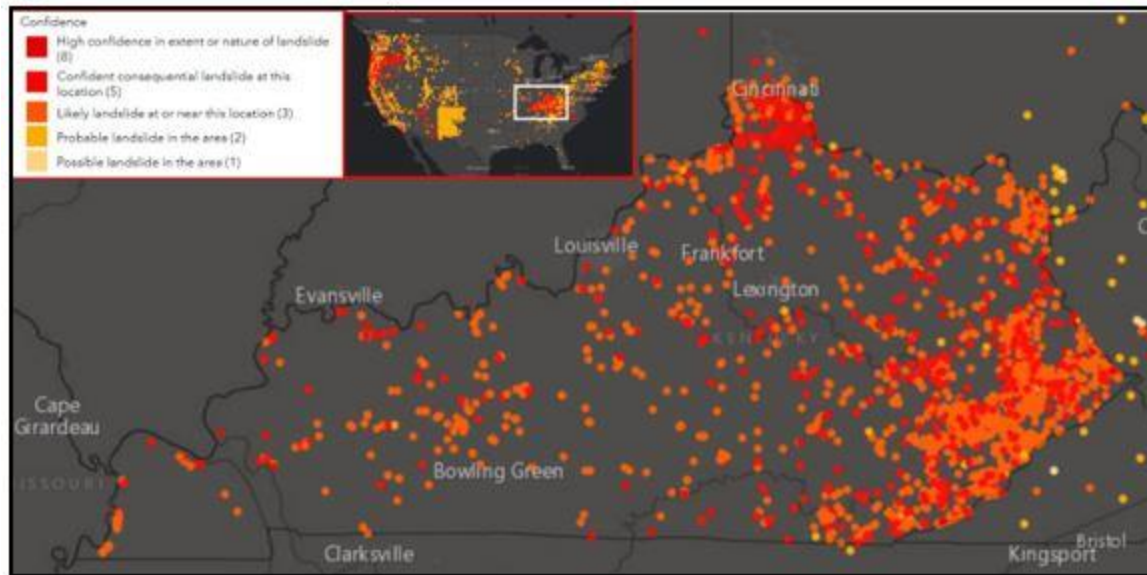 Confidence
High confidence in extent or nature of landslide
(8)
Confident consequential landslide at this
location (5)
Likely landslide at or near this location (3)
Probable landslide in the area (2)
Possible landslide in the area (1)
Cincinnati
Louisville
Frankfort
Evansville
Lexington
KENTUCKY
Cape
Girardeau
Bowling Green
ISSOURI
Clarksville
Kingsport
Bristol